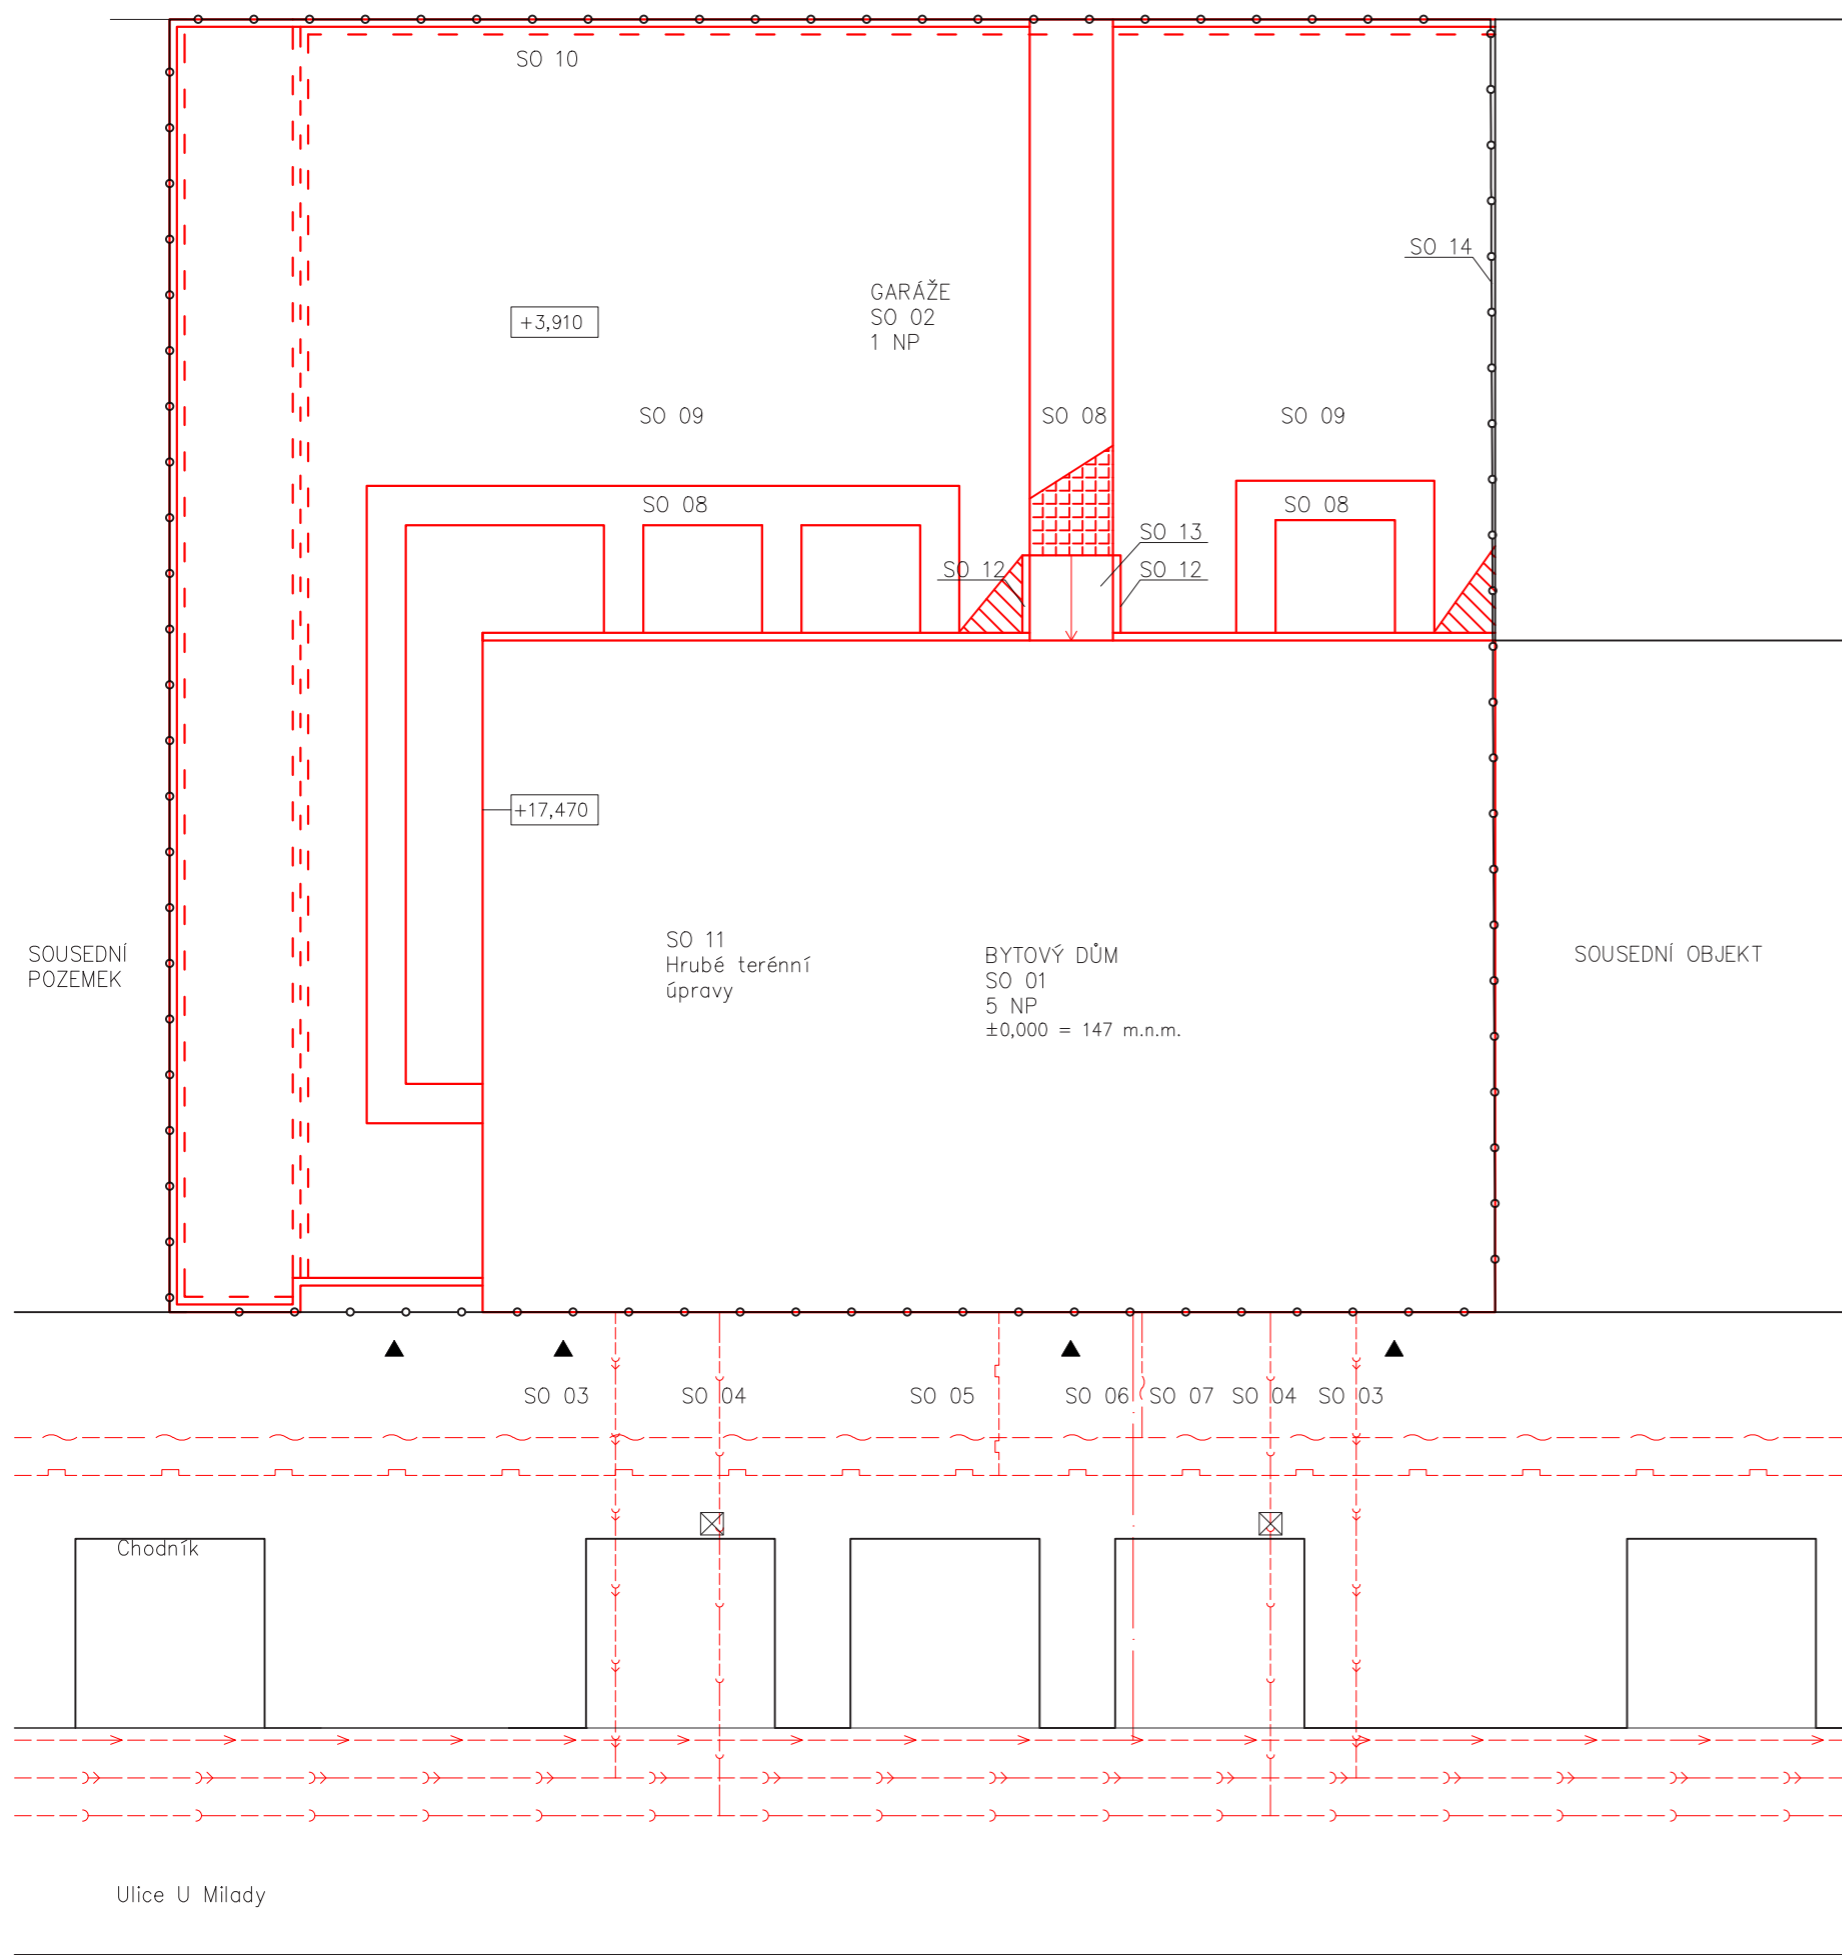 SO 10
SO 14
GARÁŽE
SO 02
1 NP
+3,910
SO 09
SO 08
SO 09
SO 08
SO 08
SO 13
SO 12
SO 12
+17,470
SO 11
Hrubé terénní
úpravy
BYTOVÝ DŮM
SO 01
5 NP
±0,000 = 147 m.n.m.
SOUSEDNÍ
POZEMEK
SOUSEDNÍ OBJEKT
SO 03
SO 04
SO 05
SO 06
SO 07
SO 04
SO 03
Chodník
Ulice U Milady